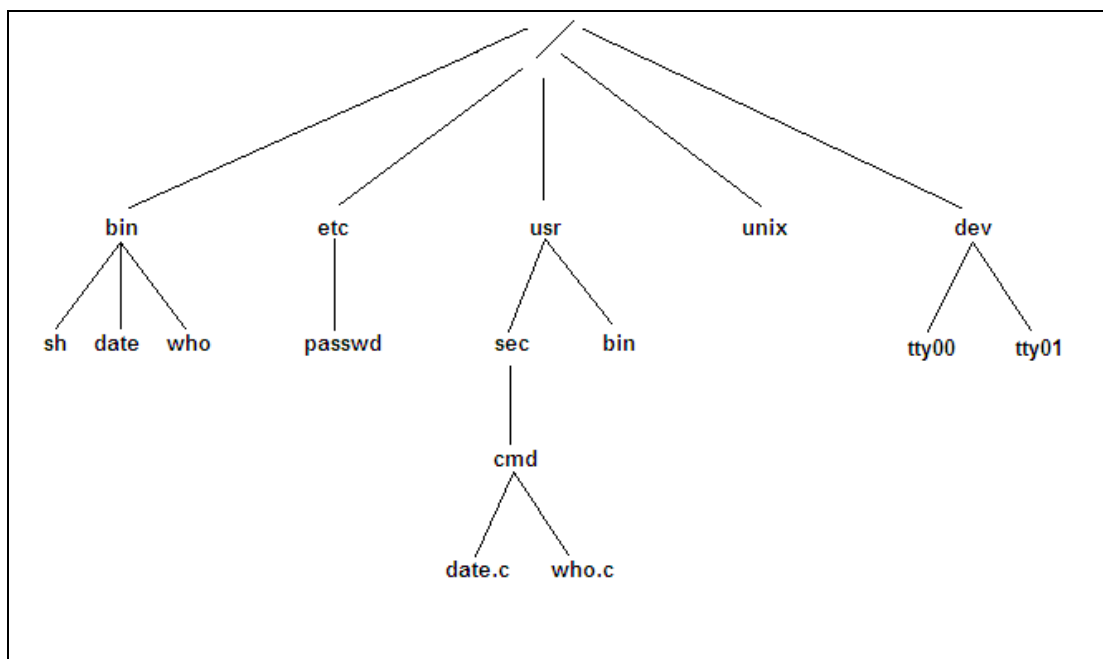 /
bin etc usr unix dev
sh date who passwd sec bin tty00 tty01
cmd
date.c who.c